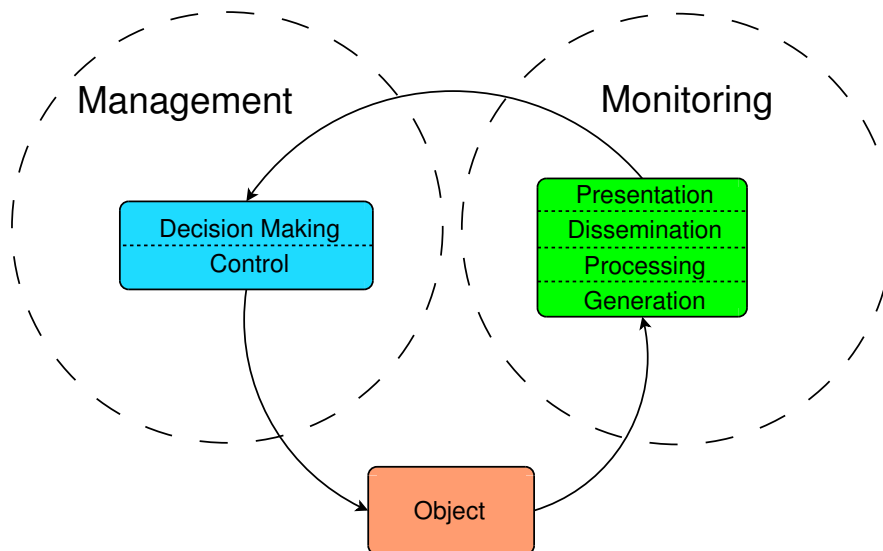 Management
Monitoring
Decision Making
Control
Presentation
Dissemination
Processing
Generation
Object